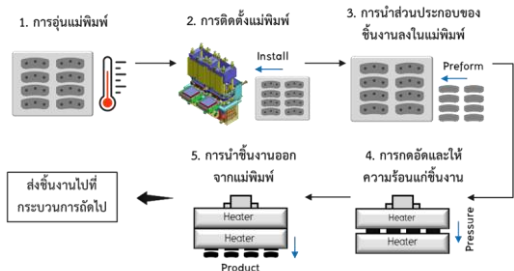 1. การอุ่นแม่พิมพ์
2. การติดตั้งแม่พิมพ์
Install
3. การนำส่วนประกอบของ
ชิ้นงานลงในแม่พิมพ์
Preform
4. การกดอัดและให้
ความร้อนแก่ชิ้นงาน
Heater
Heater
Pressure
5. การนำชิ้นงานออก
จากแม่พิมพ์
Heater
Heater
Product
ส่งชิ้นงานไปที่
กระบวนการถัดไป